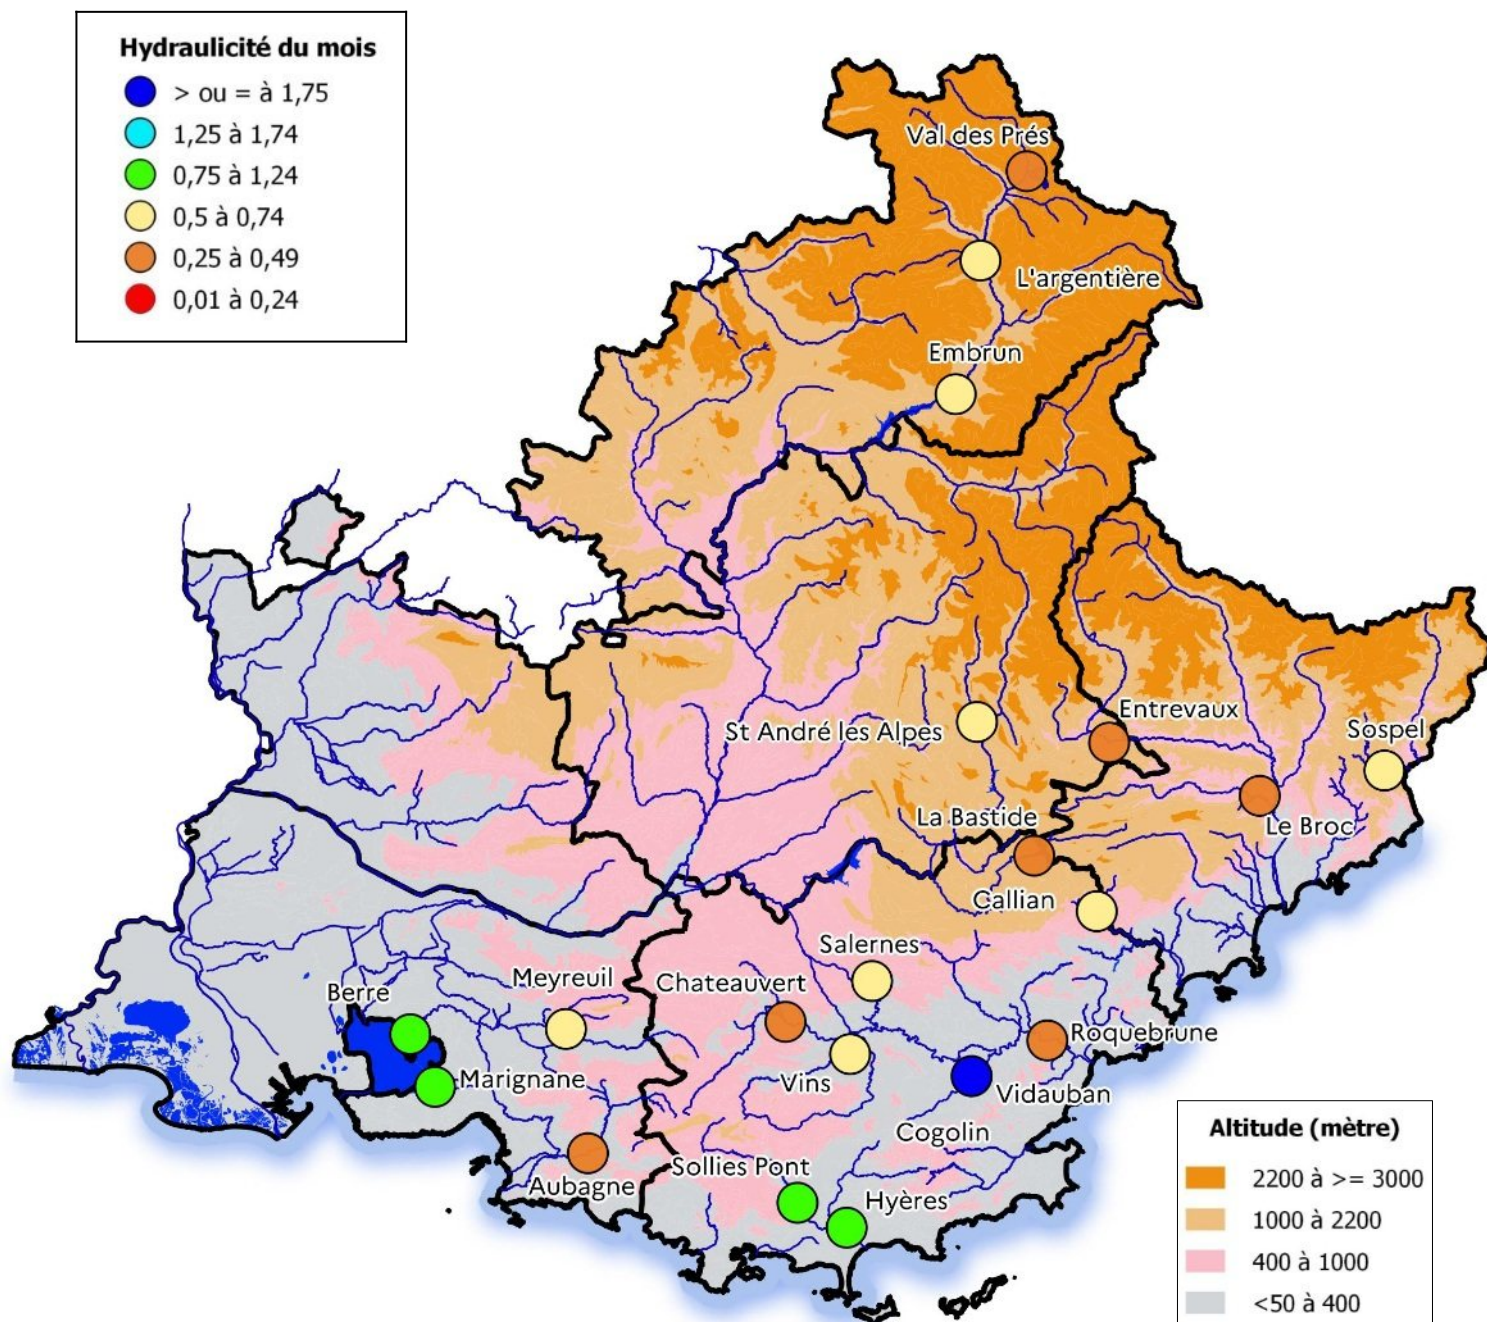 Hydraulicité du mois
> ou = à 1,75
1,25 à 1,74
0,75 à 1,24
0,5 à 0,74
0,25 à 0,49
0,01 à 0,24
Val des Prés
L'argentière
Embrun
Entrevaux
St André les Alpes
Sospel
La Bastide
Le Broc
Callian
Salernes
Meyreuil
Chateauvert
Berre
Roquebrune
Marignane
Vins
Vidauban
Cogolin
Sollies Pont
Aubagne
Hyères
Altitude (mètre)
2200 à >= 3000
1000 à 2200
400 à 1000
<50 à 400